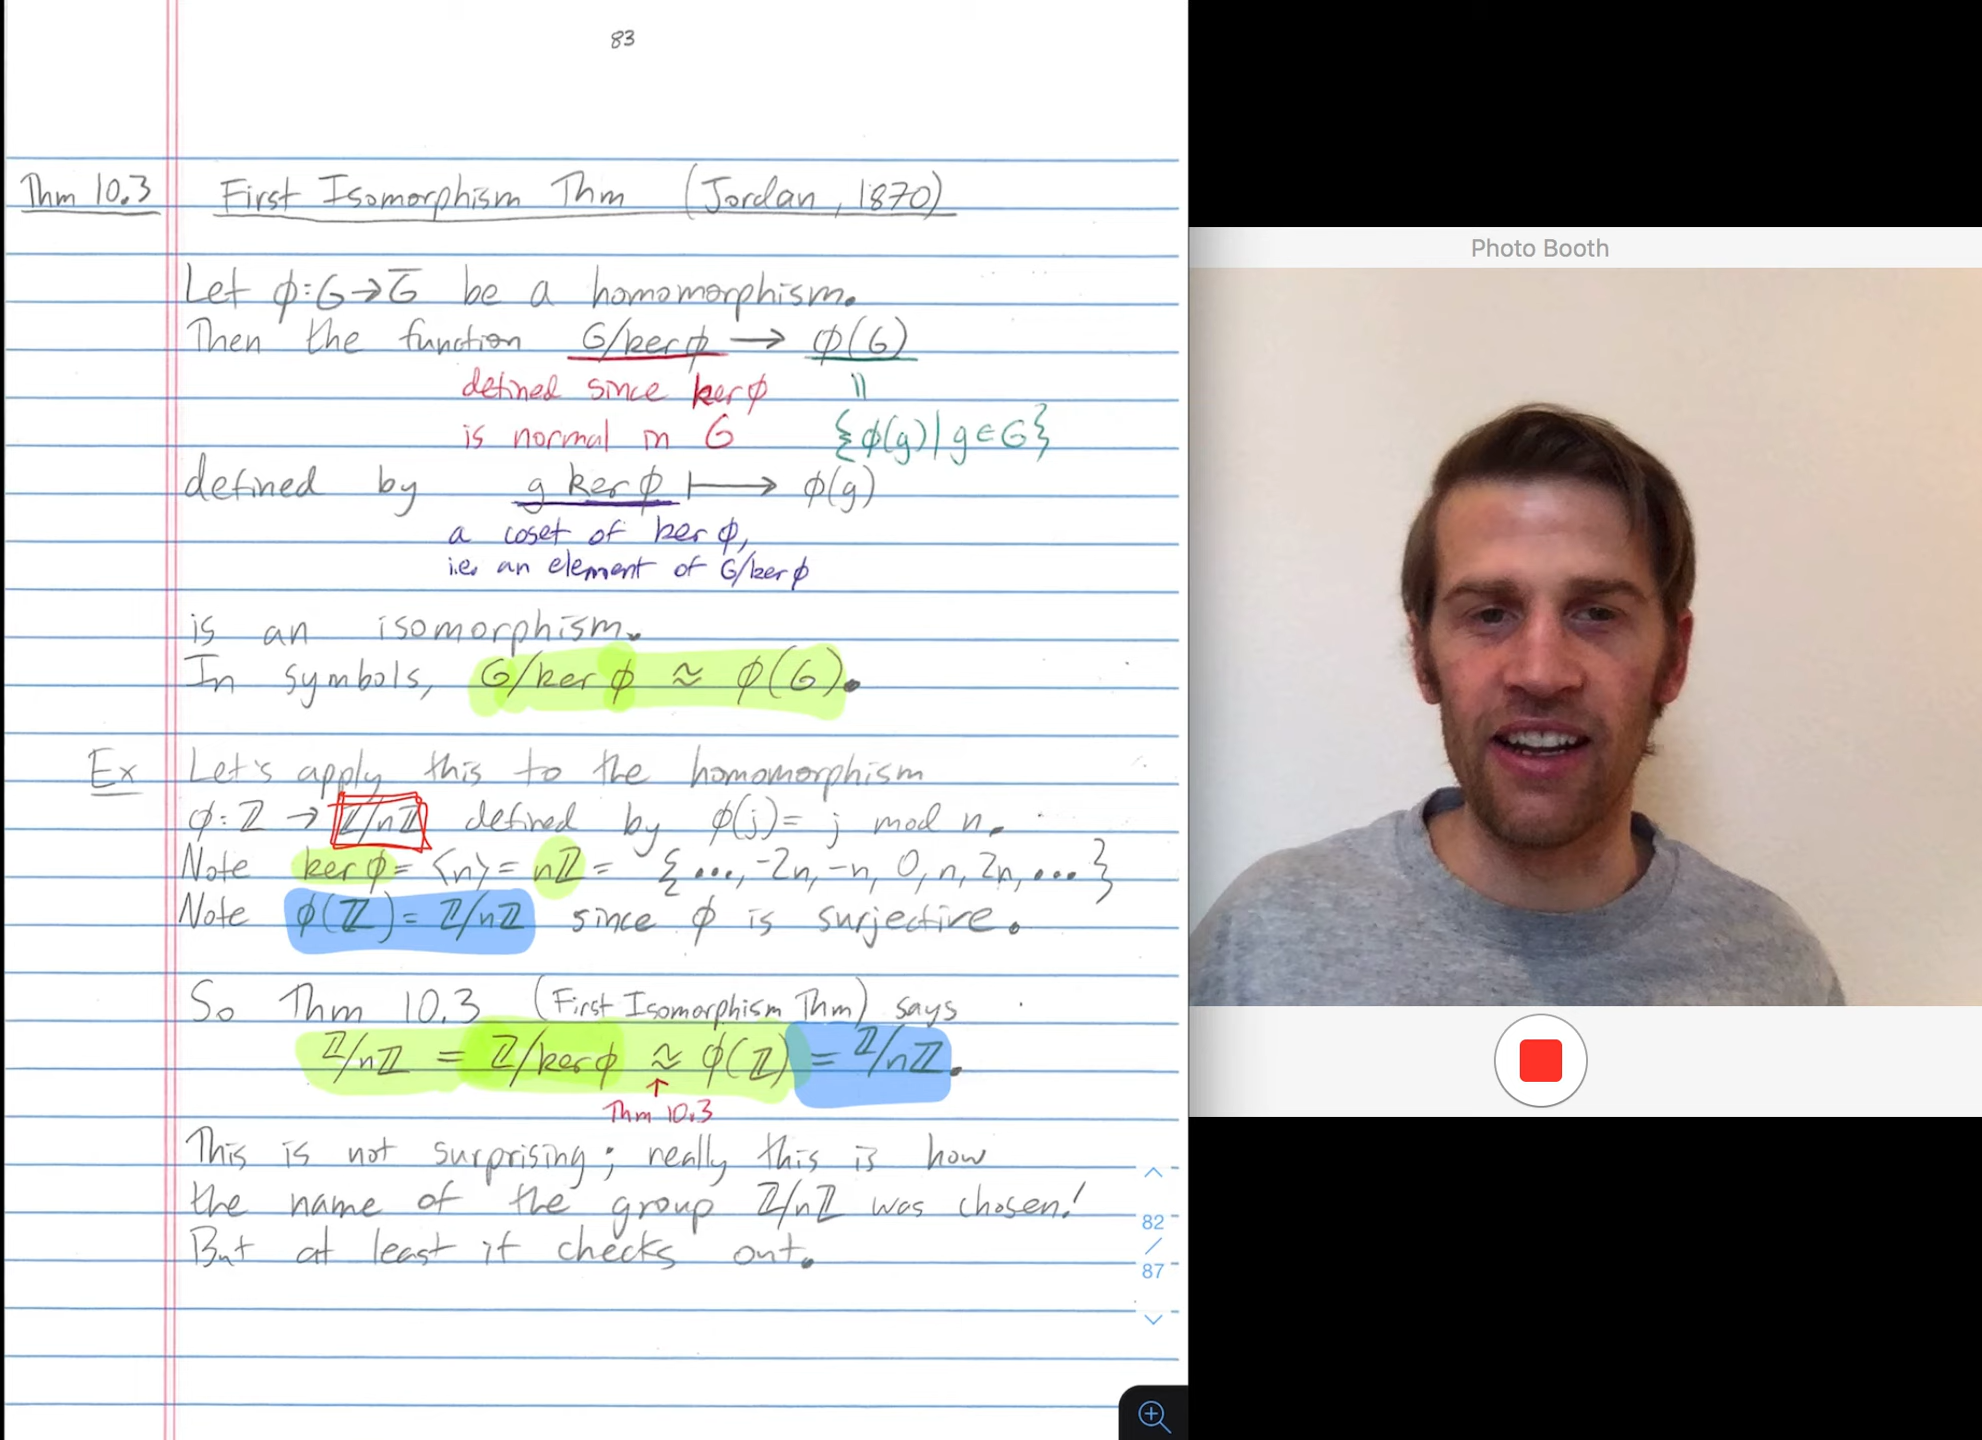 83
Thm 10.3 First Isomorphism Thm (Jordan, 1870)
Let ϕ:G→G̅ be a homomorphism.
Then the function G/ker ϕ ⟶ ϕ(G)
defined since ker ϕ ||
is normal in G {ϕ(g)|g∈G}
defined by g ker ϕ ⟼ ϕ(g)
a coset of ker ϕ,
i.e. an element of G/ker ϕ
is an isomorphism.
In symbols, G/ker ϕ ≈ ϕ(G).
Ex Let's apply this to the homomorphism
ϕ:ℤ → ℤ/nℤ defined by ϕ(j)= j mod n.
Note ker ϕ = ⟨n⟩ = nℤ = {..., -2n, -n, 0, n, 2n, ...}
Note ϕ(ℤ) = ℤ/nℤ since ϕ is surjective.
So Thm 10.3 (First Isomorphism Thm) says
ℤ/nℤ = ℤ/ker ϕ ≈ ϕ(ℤ) = ℤ/nℤ.
↑
Thm 10.3
This is not surprising; really this is how
the name of the group ℤ/nℤ was chosen!
But at least it checks out.
82
/
87
Photo Booth